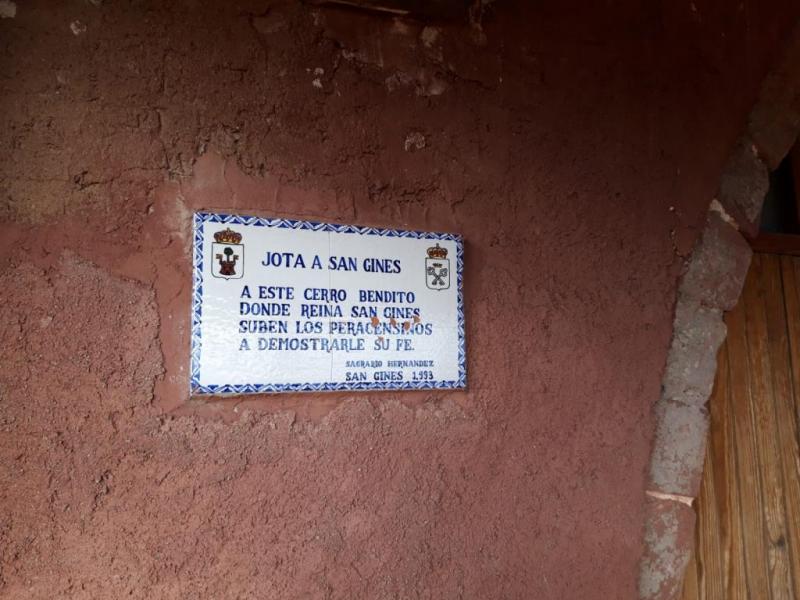 JOTA A SAN GINES
A ESTE CERRO BENDITO
DONDE REINA SAN GINES
SUBEN LOS PERACENSINOS
A DEMOSTRARLE SU FE.
SAGRARIO HERNANDEZ
SAN GINES 1.993